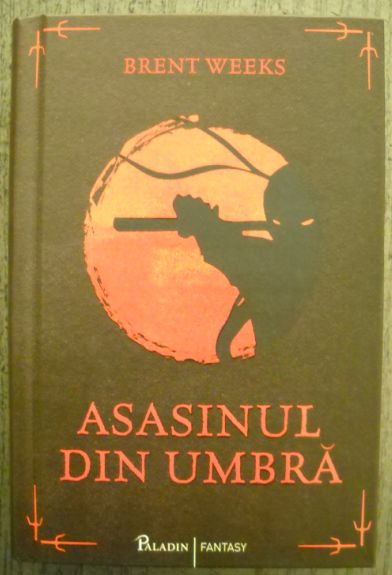 BRENT WEEKS
ASASINUL
DIN UMBRĂ
PALADIN | FANTASY